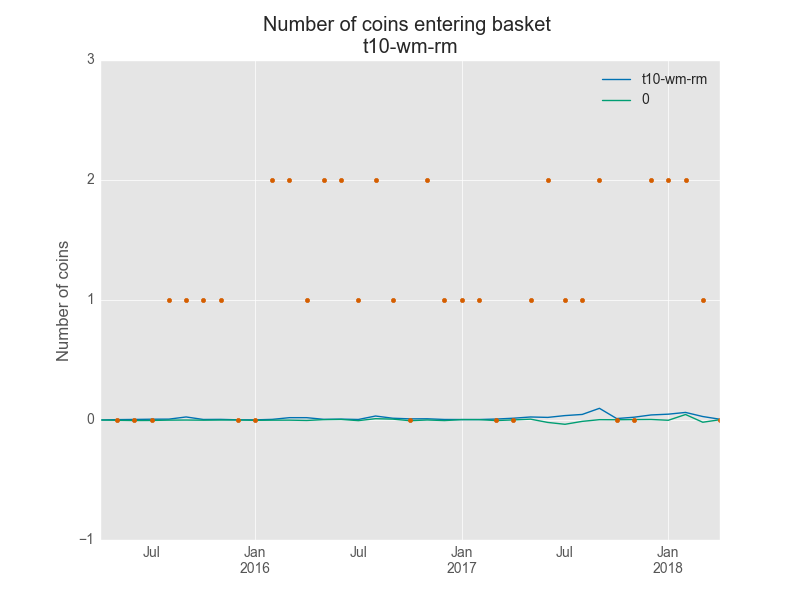 Number of coins entering basket
t10-wm-rm
3
t10-wm-rm
0
2
Number of coins
1
0
−1
Jul
Jan
2016
Jul
Jan
2017
Jul
Jan
2018